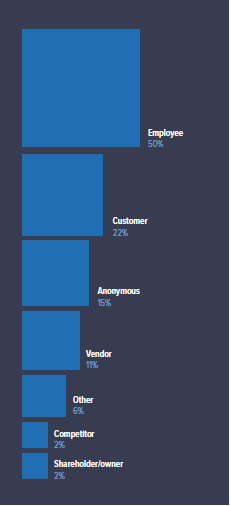 Employee
50%
Customer
22%
Anonymous
15%
Vendor
11%
Other
6%
Competitor
2%
Shareholder/owner
2%